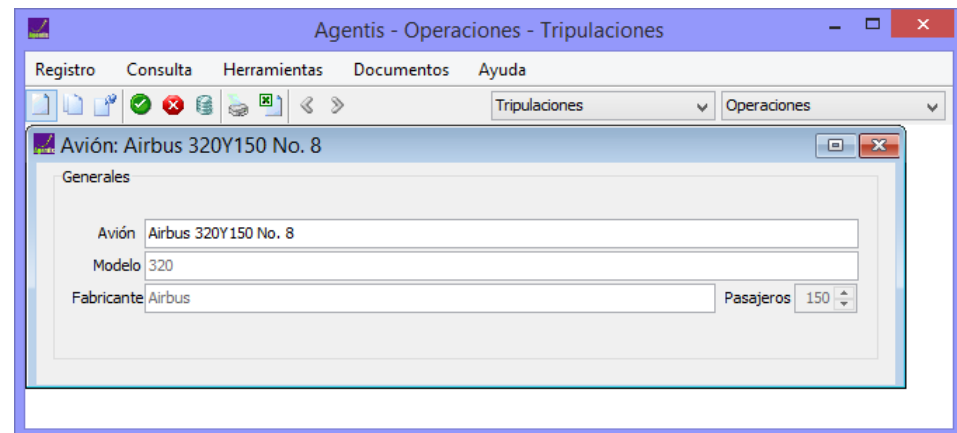 Agentis - Operaciones - Tripulaciones
Registro Consulta Herramientas Documentos Ayuda
Tripulaciones Operaciones
Avión: Airbus 320Y150 No. 8
Generales
Avión Airbus 320Y150 No. 8
Modelo 320
Fabricante Airbus Pasajeros 150